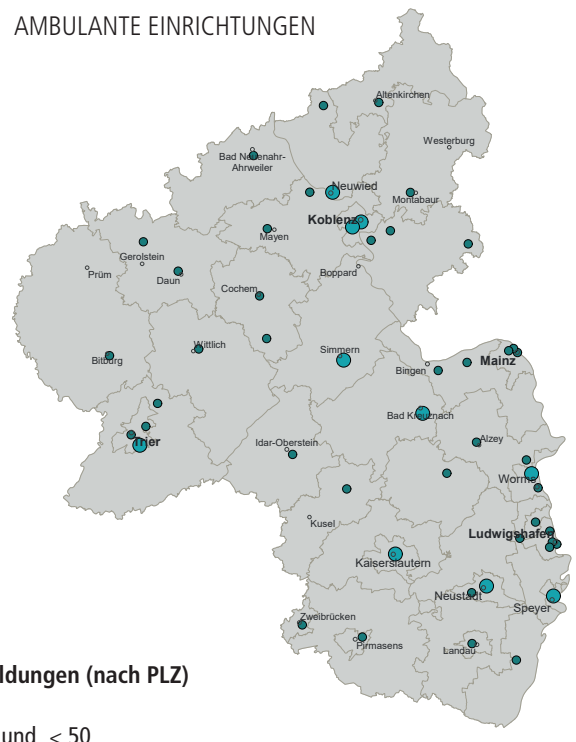 AMBULANTE EINRICHTUNGEN
Altenkirchen
Westerburg
Bad Neuenahr-
Ahrweiler
Neuwied
Montabaur
Koblenz
Mayen
Gerolstein
Prüm
Daun
Boppard
Cochem
Wittlich
Simmern
Bitburg
Bingen
Mainz
Bad Kreuznach
Trier
Idar-Oberstein
Alzey
Worms
Kusel
Ludwigshafen
Kaiserslautern
Neustadt
Speyer
Zweibrücken
Pirmasens
Landau
ldungen (nach PLZ)
und < 50